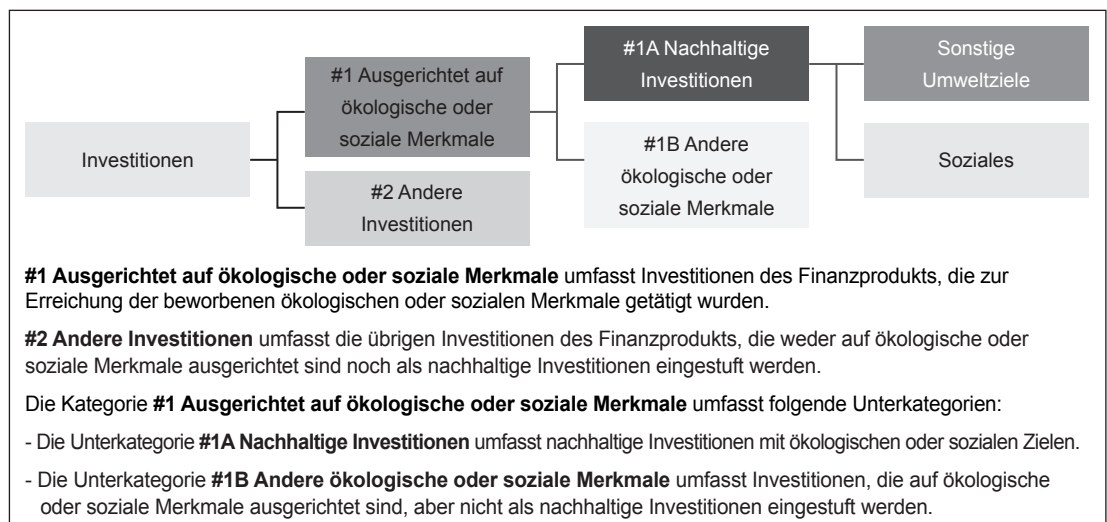 Investitionen
#1 Ausgerichtet auf
ökologische oder
soziale Merkmale
#2 Andere
Investitionen
#1A Nachhaltige
Investitionen
#1B Andere
ökologische oder
soziale Merkmale
Sonstige
Umweltziele
Soziales
#1 Ausgerichtet auf ökologische oder soziale Merkmale umfasst Investitionen des Finanzprodukts, die zur
Erreichung der beworbenen ökologischen oder sozialen Merkmale getätigt wurden.
#2 Andere Investitionen umfasst die übrigen Investitionen des Finanzprodukts, die weder auf ökologische oder
soziale Merkmale ausgerichtet sind noch als nachhaltige Investitionen eingestuft werden.
Die Kategorie #1 Ausgerichtet auf ökologische oder soziale Merkmale umfasst folgende Unterkategorien:
- Die Unterkategorie #1A Nachhaltige Investitionen umfasst nachhaltige Investitionen mit ökologischen oder sozialen Zielen.
- Die Unterkategorie #1B Andere ökologische oder soziale Merkmale umfasst Investitionen, die auf ökologische
oder soziale Merkmale ausgerichtet sind, aber nicht als nachhaltige Investitionen eingestuft werden.